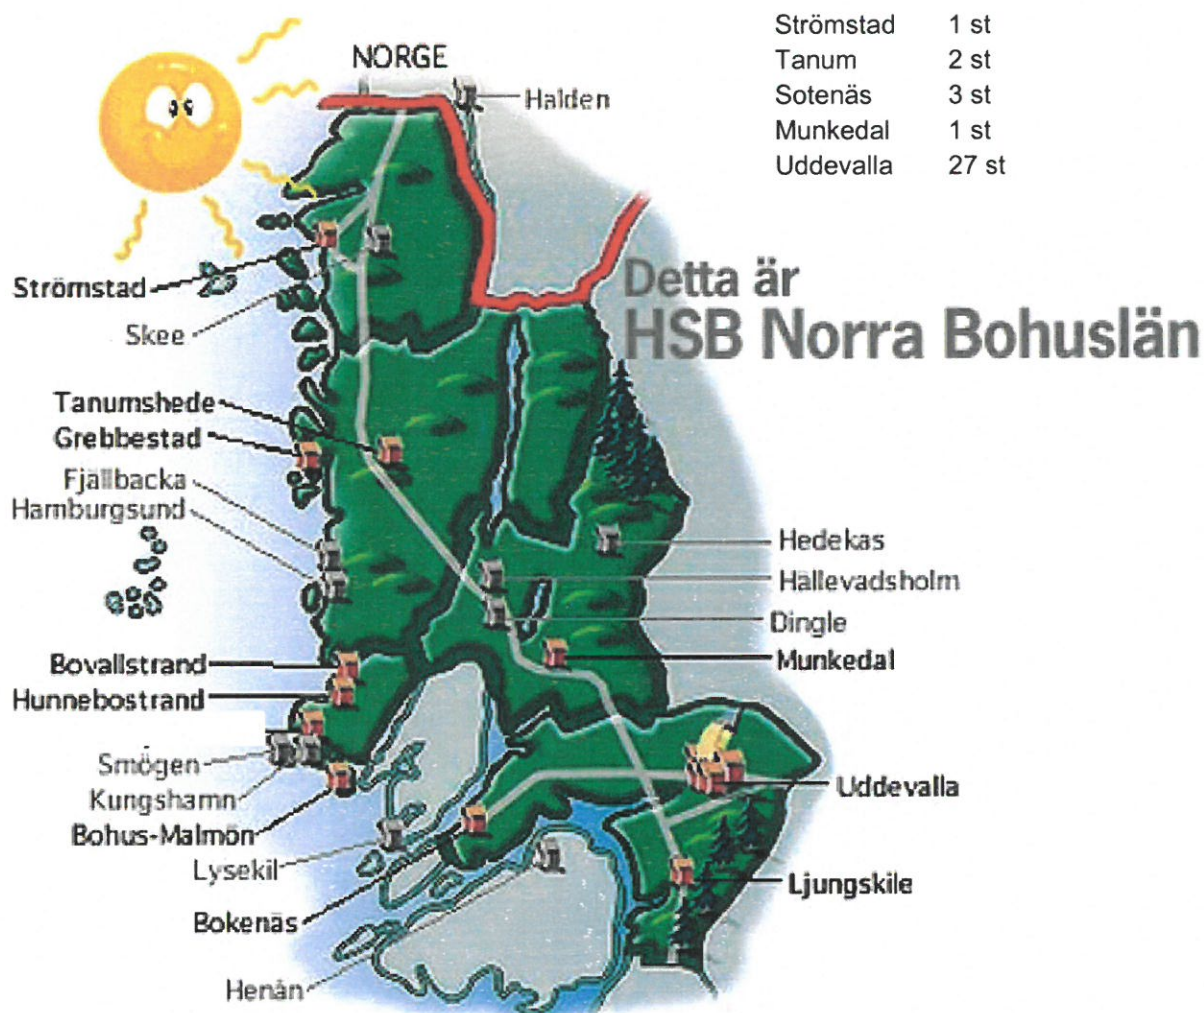 Strömstad 1 st
Tanum 2 st
Sotenäs 3 st
Munkedal 1 st
Uddevalla 27 st
NORGE
Halden
Detta är
HSB Norra Bohuslän
Strömstad
Skee
Tanumshede
Grebbestad
Fjällbacka
Hamburgsund
Hedekas
Hällevadsholm
Dingle
Munkedal
Bovallstrand
Hunnebostrand
Smögen
Kungshamn
Bohus-Malmön
Uddevalla
Lysekil
Ljungskile
Bokenäs
Henån